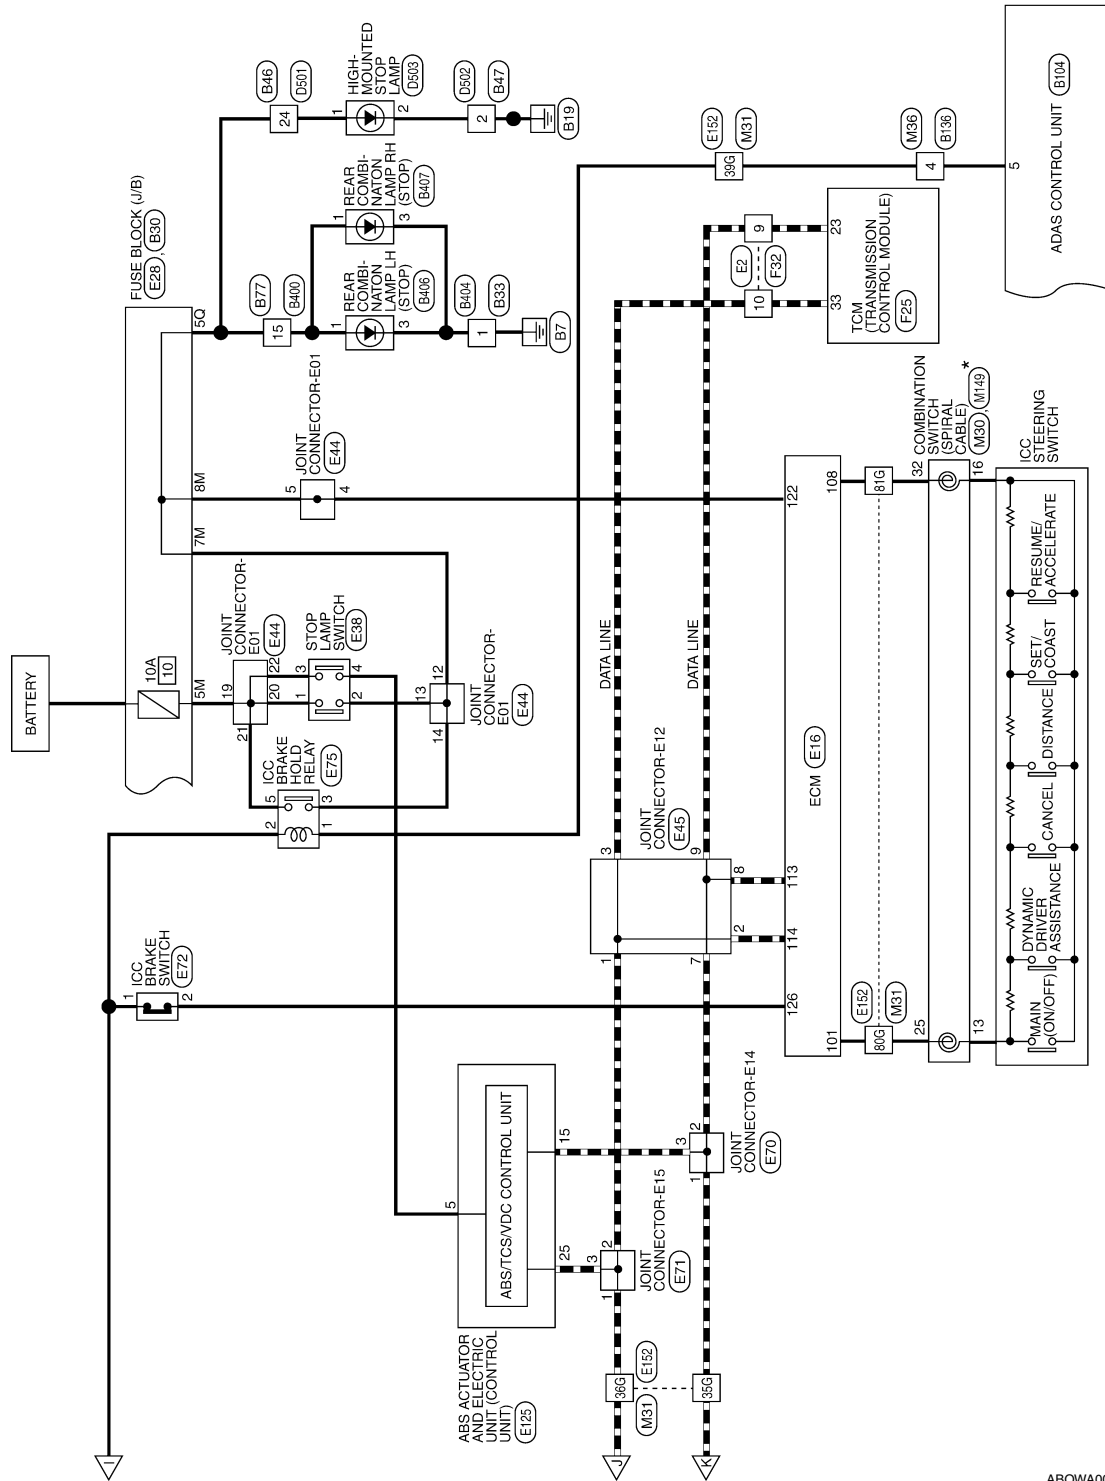 BATTERY
FUSE BLOCK (J/B)
E28 , B30
10A
10
5M
7M
8M
5Q
B46
D501
24
1
HIGH-
MOUNTED
STOP
LAMP
D503
2
D502
B47
2
B19
B77
B400
15
1
REAR
COMBI-
NATON
LAMP RH
(STOP)
B407
3
1
REAR
COMBI-
NATON
LAMP LH
(STOP)
B406
3
B404
B33
1
B7
JOINT
CONNECTOR-E01
E44
5
4
JOINT
CONNECTOR-
E01
E44
19
21
20
22
STOP
LAMP
SWITCH
E38
1
3
2
4
13
12
14
JOINT
CONNECTOR-
E01
E44
ICC
BRAKE
HOLD
RELAY
E75
2
5
1
3
ICC
BRAKE
SWITCH
E72
1
2
I
E152
M31
39G
M36
B136
4
5
ADAS CONTROL UNIT
B104
E2
F32
9
10
23
33
TCM
(TRANSMISSION
CONTROL MODULE)
F25
DATA LINE
DATA LINE
JOINT
CONNECTOR-E12
E45
3
9
1
7
2
8
ECM
E16
126
114
113
122
101
108
E152
M31
80G
81G
25
32
COMBINATION
SWITCH
(SPIRAL
CABLE)
M30 , M149 *
13
16
ICC
STEERING
SWITCH
MAIN
(ON/OFF)
DYNAMIC
DRIVER
ASSISTANCE
CANCEL
DISTANCE
SET/
COAST
RESUME/
ACCELERATE
ABS ACTUATOR
AND ELECTRIC
UNIT (CONTROL
UNIT)
E125
ABS/TCS/VDC CONTROL UNIT
5
25
15
JOINT
CONNECTOR-E15
E71
1
2
3
JOINT
CONNECTOR-E14
E70
1
2
3
36G
35G
M31
E152
J
K